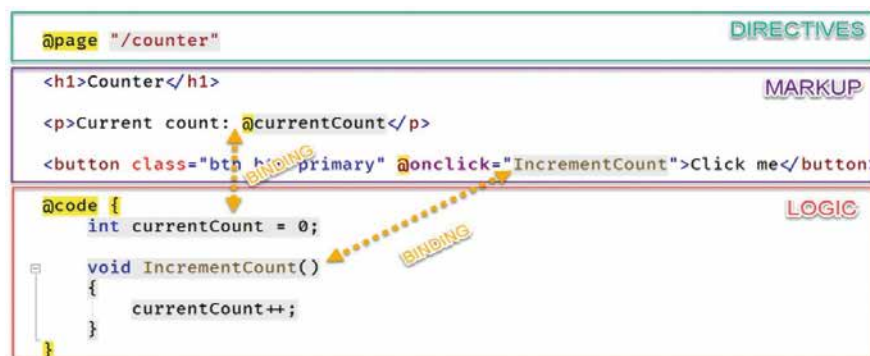 @page "/counter"
DIRECTIVES
<h1>Counter</h1>
MARKUP
<p>Current count: @currentCount</p>
BINDING
<button class="btn primary" @onclick="IncrementCount">Click me</button>
@code {
LOGIC
int currentCount = 0;
BINDING
void IncrementCount()
{
currentCount++;
}
}